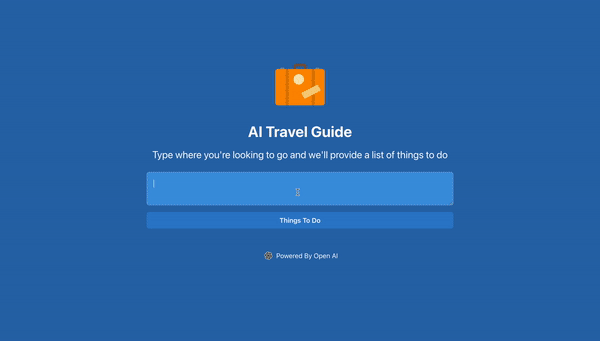 AI Travel Guide
Type where you're looking to go and we'll provide a list of things to do
Things To Do
Powered By Open AI